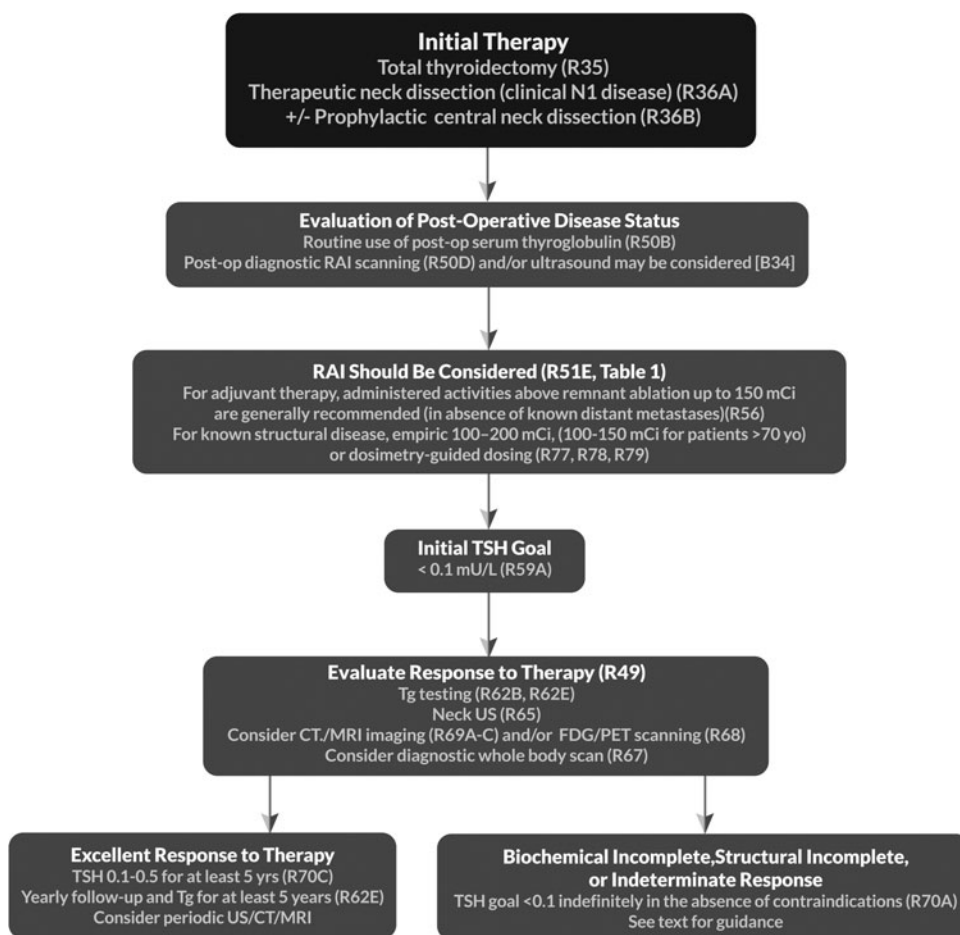 Initial Therapy
Total thyroidectomy (R35)
Therapeutic neck dissection (clinical N1 disease) (R36A)
+/- Prophylactic central neck dissection (R36B)
Evaluation of Post-Operative Disease Status
Routine use of post-op serum thyroglobulin (R50B)
Post-op diagnostic RAI scanning (R50D) and/or ultrasound may be considered [B34]
RAI Should Be Considered (R51E, Table 1)
For adjuvant therapy, administered activities above remnant ablation up to 150 mCi
are generally recommended (in absence of known distant metastases)(R56)
For known structural disease, empiric 100–200 mCi, (100-150 mCi for patients >70 yo)
or dosimetry-guided dosing (R77, R78, R79)
Initial TSH Goal
< 0.1 mU/L (R59A)
Evaluate Response to Therapy (R49)
Tg testing (R62B, R62E)
Neck US (R65)
Consider CT./MRI imaging (R69A-C) and/or FDG/PET scanning (R68)
Consider diagnostic whole body scan (R67)
Excellent Response to Therapy
TSH 0.1-0.5 for at least 5 yrs (R70C)
Yearly follow-up and Tg for at least 5 years (R62E)
Consider periodic US/CT/MRI
Biochemical Incomplete,Structural Incomplete,
or Indeterminate Response
TSH goal <0.1 indefinitely in the absence of contraindications (R70A)
See text for guidance